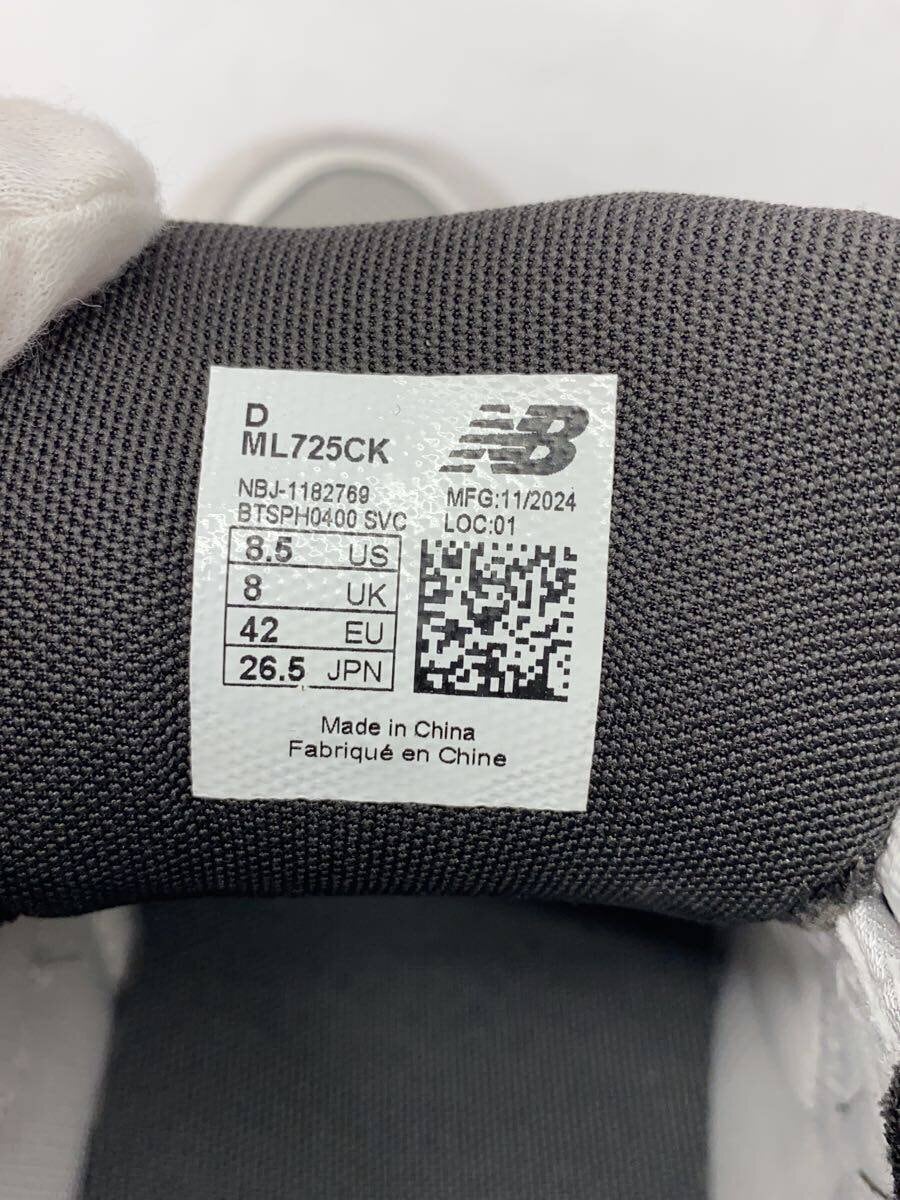 D
ML725CK
NB
NBJ-1182769
BTSPH0400 SVC
MFG:11/2024
LOC:01
8.5 US
8 UK
42 EU
26.5 JPN
Made in China
Fabriqué en Chine